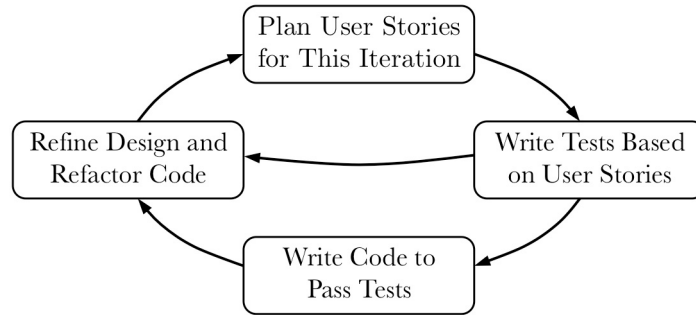 Plan User Stories
for This Iteration
Refine Design and
Refactor Code
Write Tests Based
on User Stories
Write Code to
Pass Tests